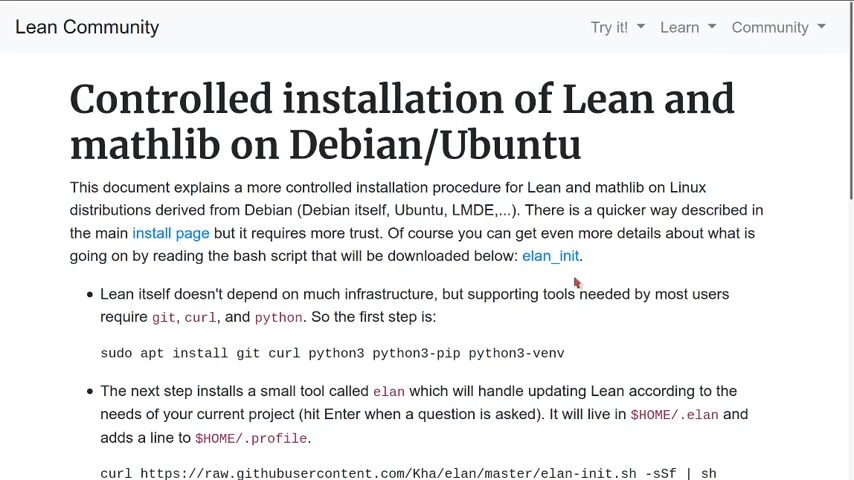 Lean Community
Try it! Learn Community
Controlled installation of Lean and
mathlib on Debian/Ubuntu
This document explains a more controlled installation procedure for Lean and mathlib on Linux
distributions derived from Debian (Debian itself, Ubuntu, LMDE,...). There is a quicker way described in
the main install page but it requires more trust. Of course you can get even more details about what is
going on by reading the bash script that will be downloaded below: elan_init.
• Lean itself doesn't depend on much infrastructure, but supporting tools needed by most users
require git, curl, and python. So the first step is:
sudo apt install git curl python3 python3-pip python3-venv
• The next step installs a small tool called elan which will handle updating Lean according to the
needs of your current project (hit Enter when a question is asked). It will live in $HOME/.elan and
adds a line to $HOME/.profile.
curl https://raw.githubusercontent.com/Kha/elan/master/elan-init.sh -sSf | sh